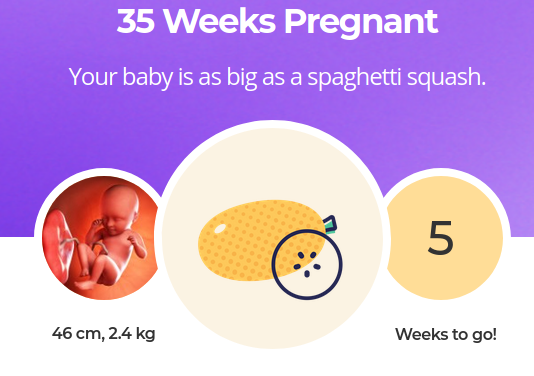 35 Weeks Pregnant
Your baby is as big as a spaghetti squash.
5
46 cm, 2.4 kg
Weeks to go!